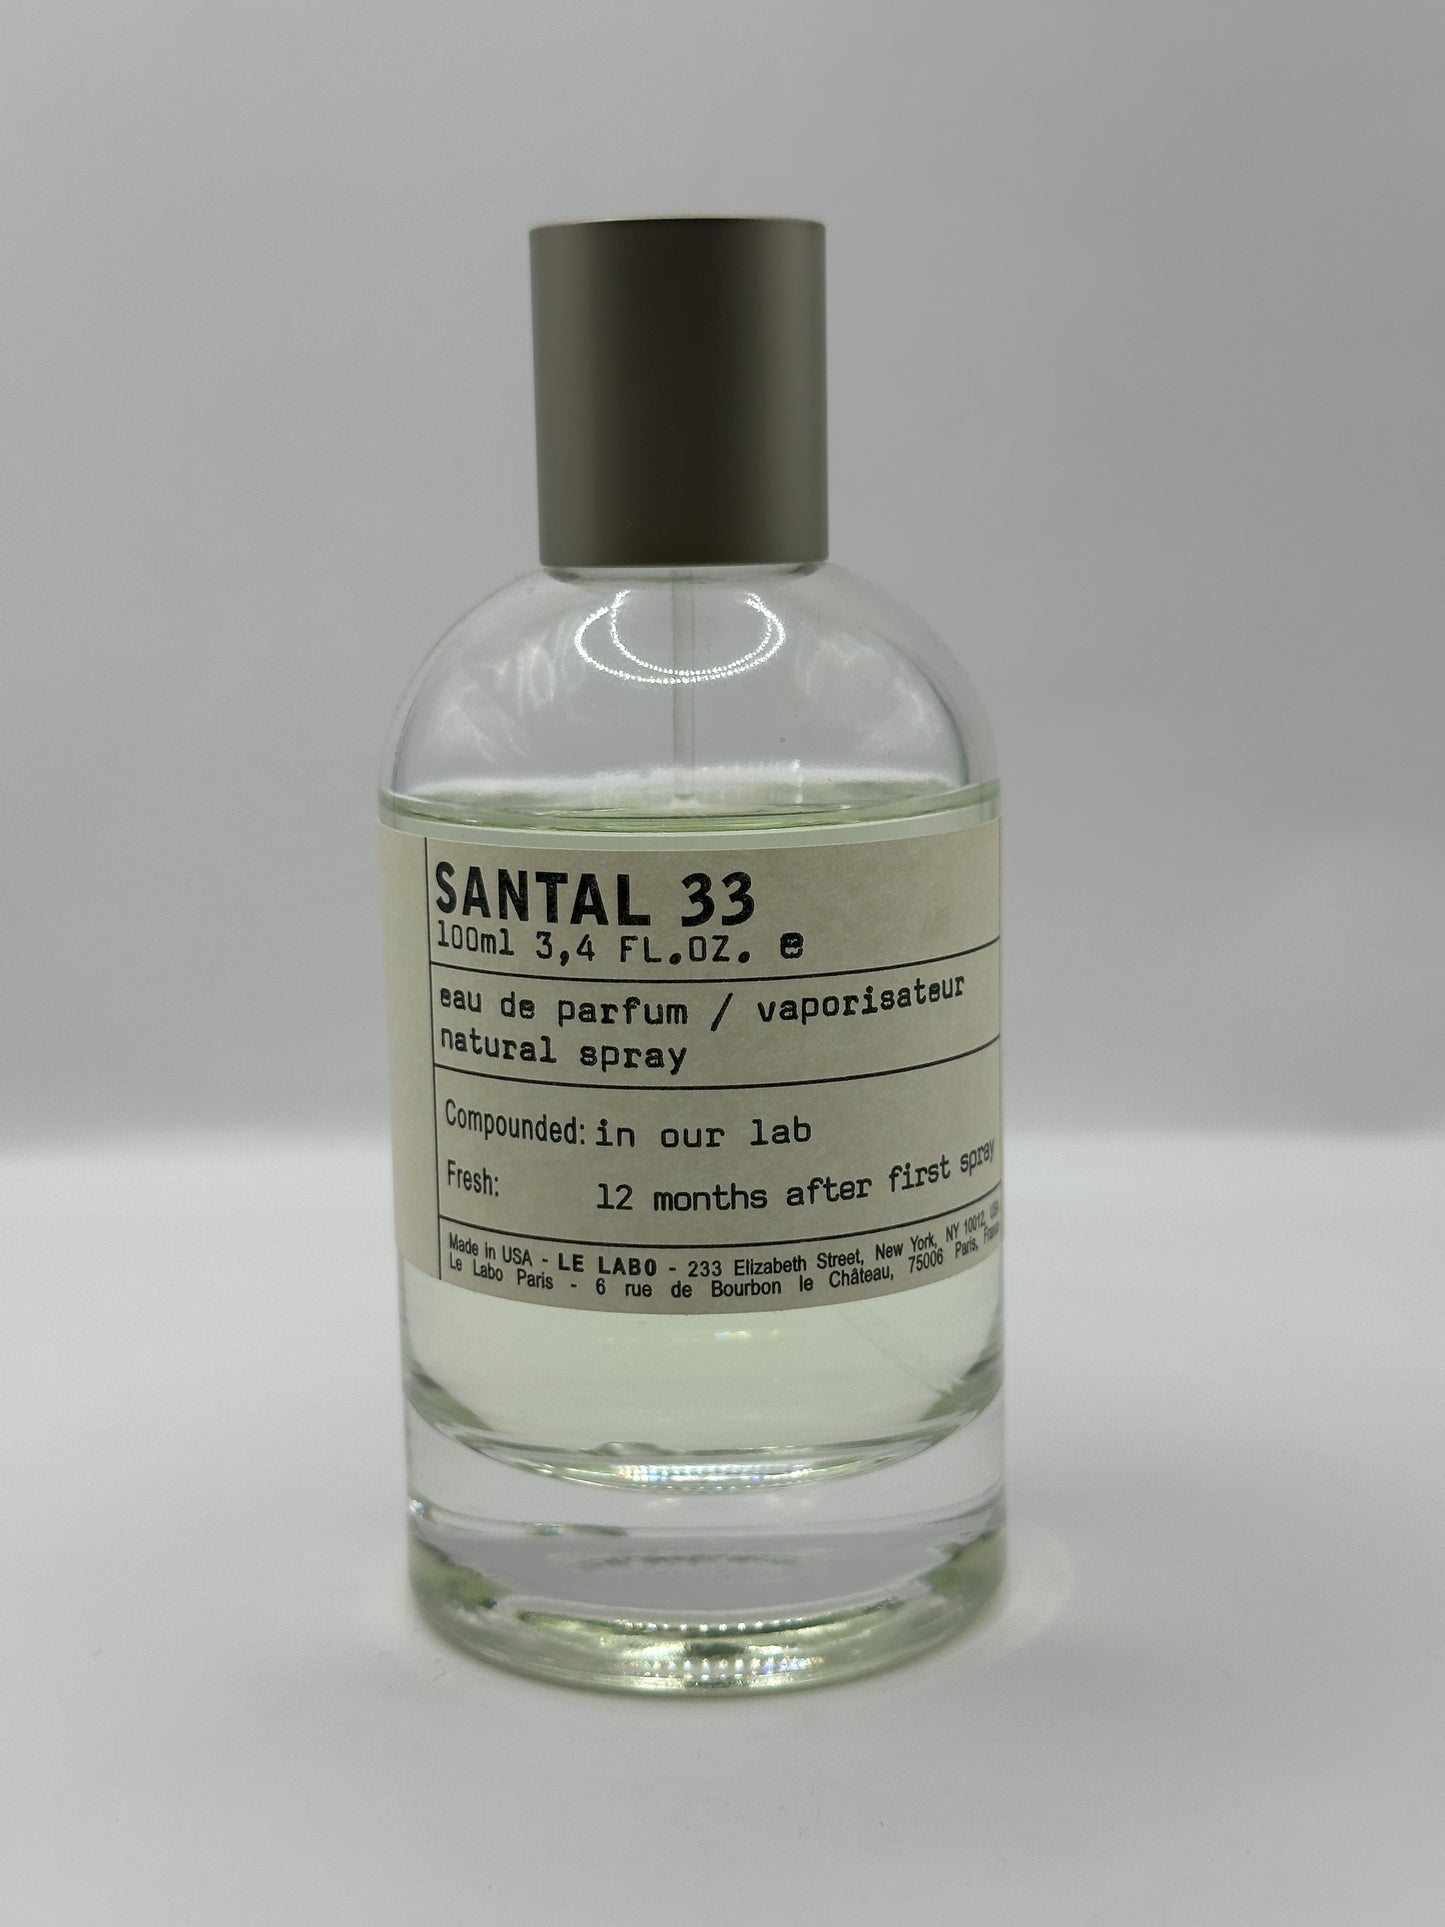 SANTAL 33
100ml 3,4 FL.OZ. e
eau de parfum / vaporisateur
natural spray
Compounded: in our lab
Fresh: 12 months after first spray
Made in USA - LE LABO - 233 Elizabeth Street, New York, NY 10012, USA
Le Labo Paris - 6 rue de Bourbon le Château, 75006 Paris, France